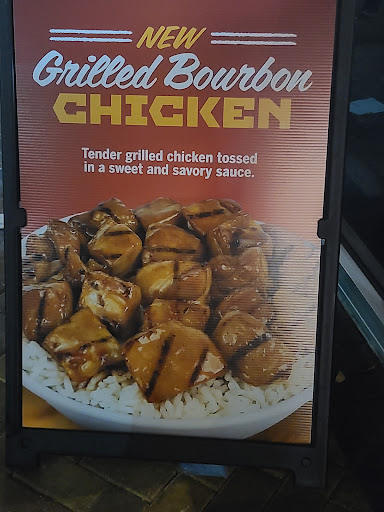 NEW
Grilled Bourbon
CHICKEN
Tender grilled chicken tossed
in a sweet and savory sauce.